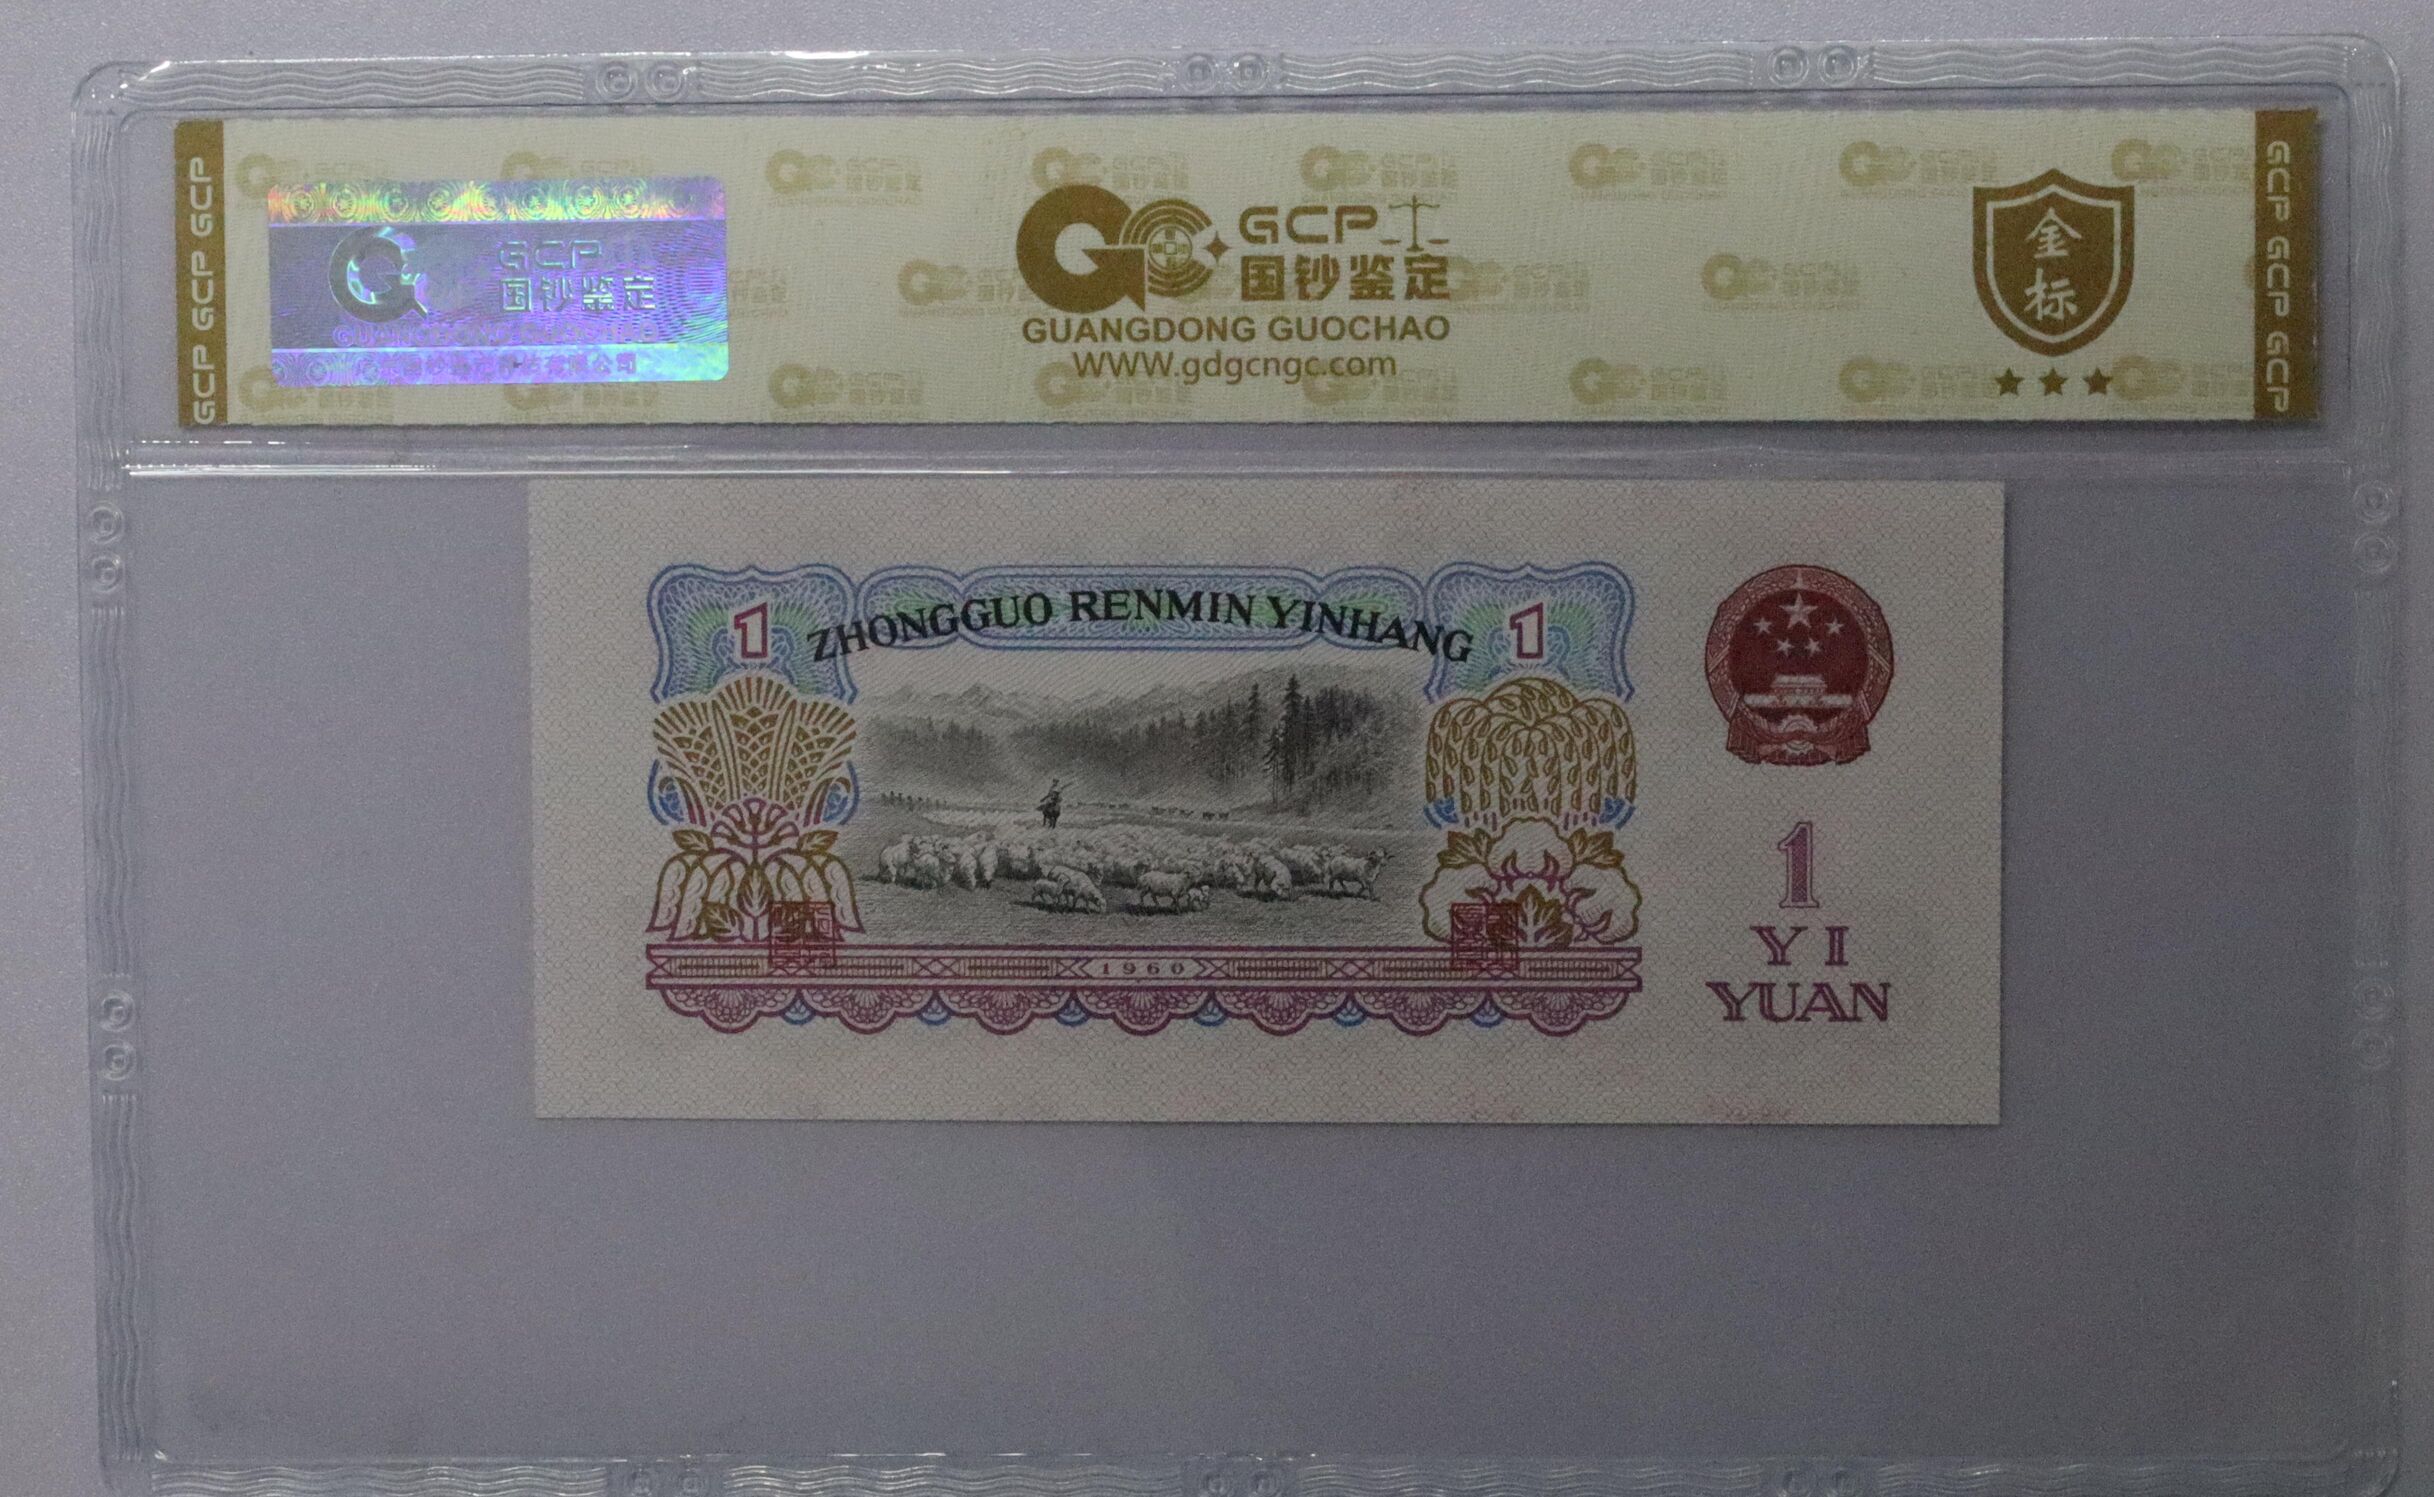 GCP GCP GCP
GCP
国钞鉴定
GUANGDONG GUOCHAO
GCP
国钞鉴定
GUANGDONG GUOCHAO
WWW.gdgcngc.com
金
标
GCP GCP GCP
ZHONGGUO RENMIN YINHANG
1
1
1960
1
YI
YUAN